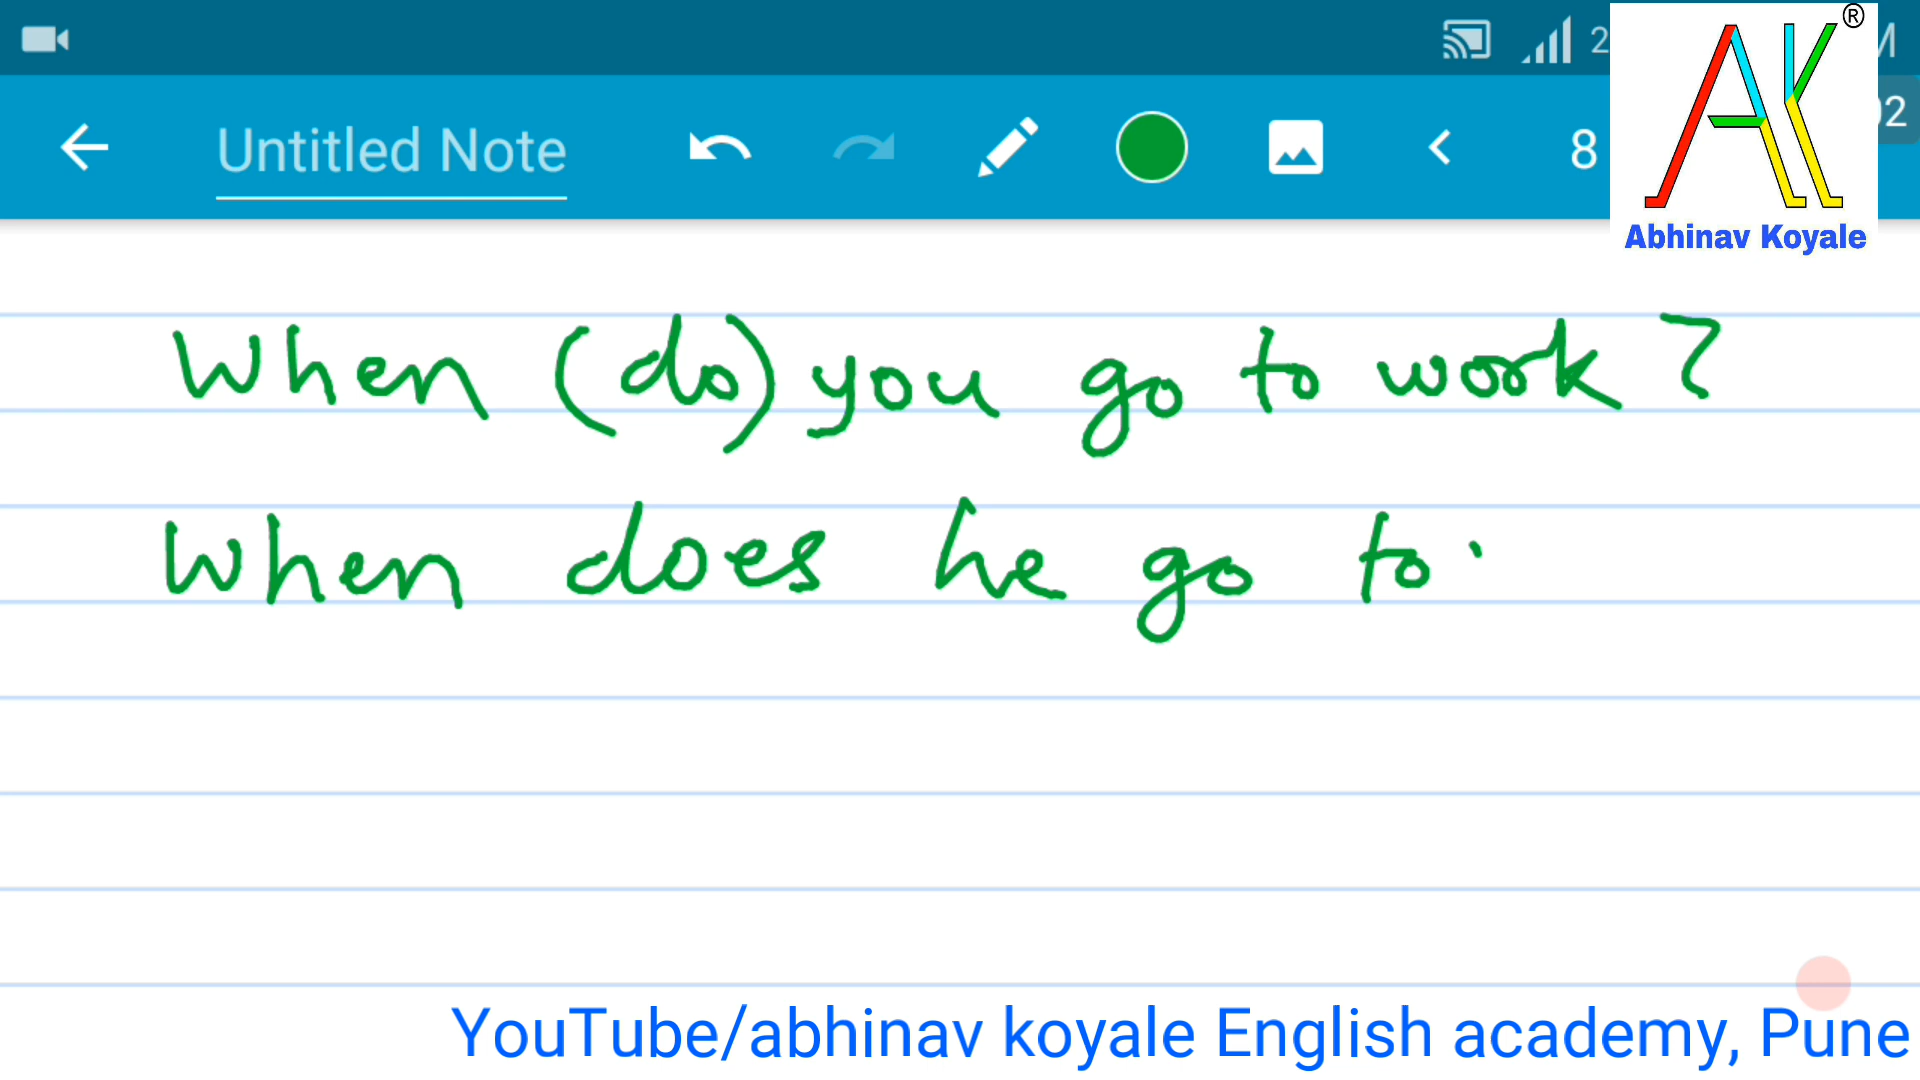 Untitled Note
8
AK®
Abhinav Koyale
When (do) you go to work?
When does he go to
YouTube/abhinav koyale English academy, Pune